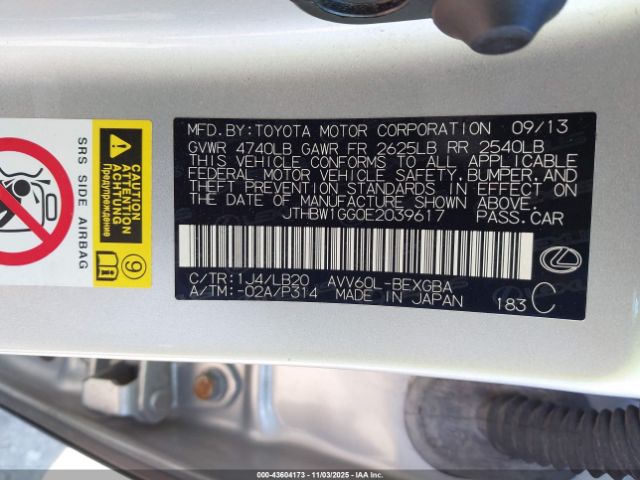 MFD.BY:TOYOTA MOTOR CORPORATION 09/13
GVWR 4740LB GAWR FR 2625LB RR 2540LB
THIS VEHICLE CONFORMS TO ALL APPLICABLE
FEDERAL MOTOR VEHICLE SAFETY,BUMPER,AND
THEFT PREVENTION STANDARDS IN EFFECT ON
THE DATE OF MANUFACTURE SHOWN ABOVE.
JTHBW1GG0E2039617 PASS.CAR
C/TR:1J4/LB20 AVV60L-BEXGBA
A/TM:-02A/P314 MADE IN JAPAN 183 C
SRS SIDE AIRBAG
CAUTION
ATTENTION
ACHTUNG
Предупреждение
9
000-43604173 - 11/03/2025 - IAAI.COM